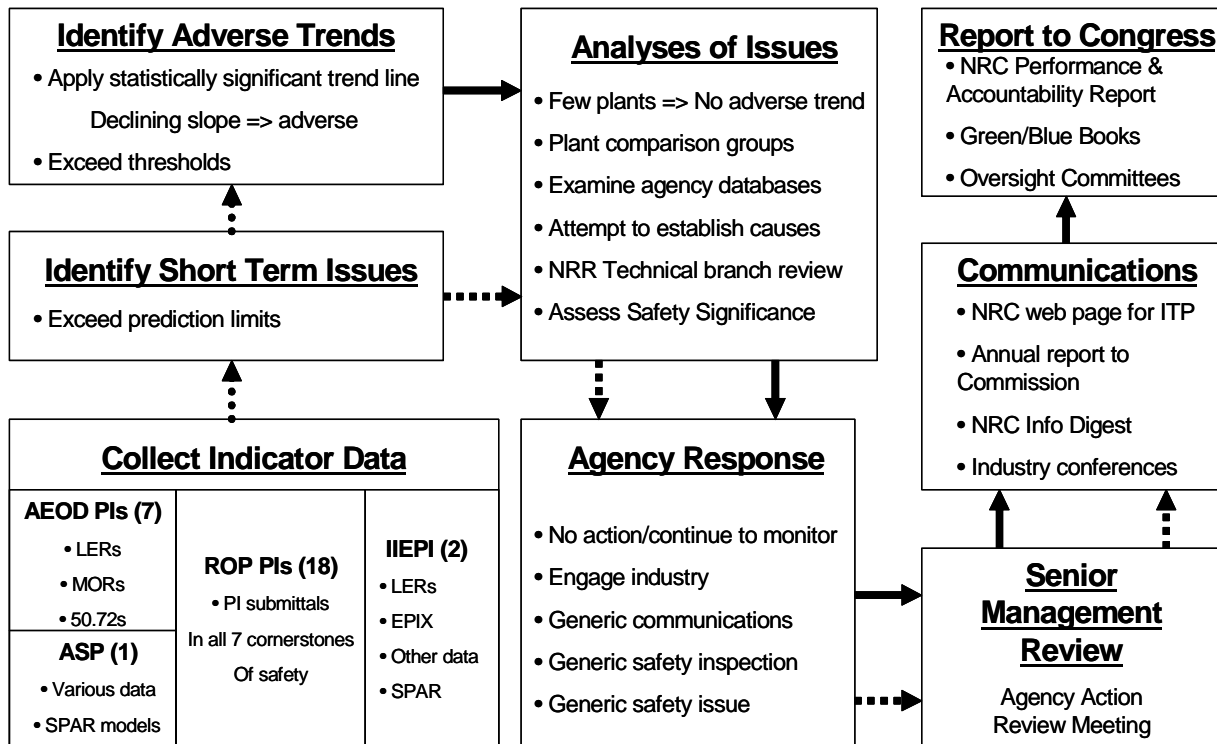 Identify Adverse Trends
• Apply statistically significant trend line
Declining slope => adverse
• Exceed thresholds
Identify Short Term Issues
• Exceed prediction limits
Collect Indicator Data
AEOD PIs (7)
• LERs
• MORs
• 50.72s
ASP (1)
• Various data
• SPAR models
ROP PIs (18)
• PI submittals
In all 7 cornerstones
Of safety
IIEPI (2)
• LERs
• EPIX
• Other data
• SPAR
Analyses of Issues
• Few plants => No adverse trend
• Plant comparison groups
• Examine agency databases
• Attempt to establish causes
• NRR Technical branch review
• Assess Safety Significance
Agency Response
• No action/continue to monitor
• Engage industry
• Generic communications
• Generic safety inspection
• Generic safety issue
Report to Congress
• NRC Performance &
Accountability Report
• Green/Blue Books
• Oversight Committees
Communications
• NRC web page for ITP
• Annual report to
Commission
• NRC Info Digest
• Industry conferences
Senior
Management
Review
Agency Action
Review Meeting